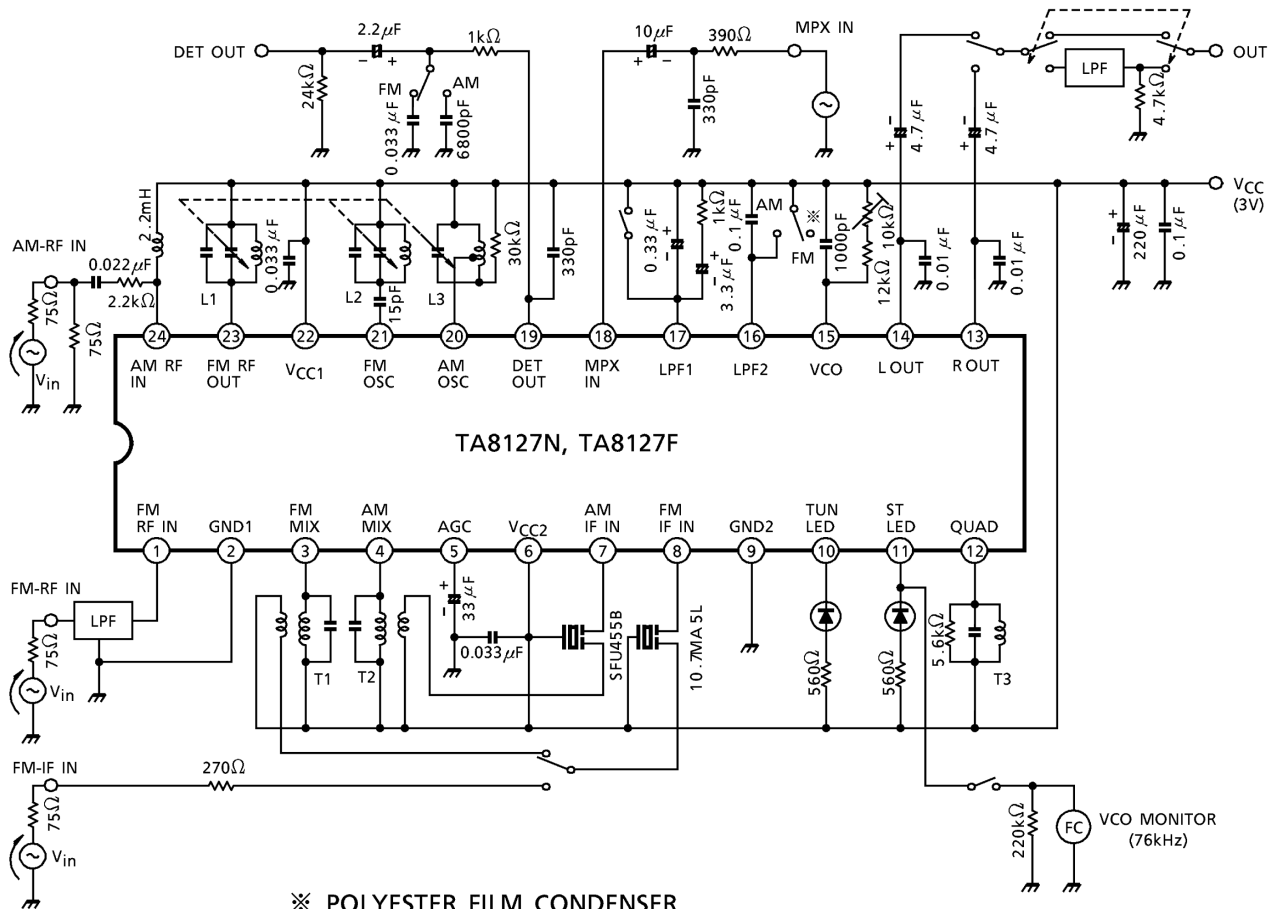 DET OUT
2.2μF
- +
1kΩ
24kΩ
FM
AM
0.033μF
6800pF
10μF
+ -
390Ω
MPX IN
330pF
OUT
LPF
4.7kΩ
- +
4.7μF
- +
4.7μF
VCC
(3V)
2.2mH
AM-RF IN
0.022μF
2.2kΩ
75Ω
75Ω
Vin
L1
0.033μF
L2
15pF
L3
30kΩ
330pF
0.33μF
+ -
1kΩ
+ -
3.3μF
0.1μF
AM
FM
※
1000pF
10kΩ
12kΩ
0.01μF
0.01μF
+ -
220μF
0.1μF
24 23 22 21 20 19 18 17 16 15 14 13
AM RF IN
FM RF OUT
VCC1
FM OSC
AM OSC
DET OUT
MPX IN
LPF1
LPF2
VCO
L OUT
R OUT
TA8127N, TA8127F
FM RF IN
GND1
FM MIX
AM MIX
AGC
VCC2
AM IF IN
FM IF IN
GND2
TUN LED
ST LED
QUAD
1 2 3 4 5 6 7 8 9 10 11 12
FM-RF IN
LPF
75Ω
Vin
T1
T2
+ -
33μF
0.033μF
SFU455B
10.7MA5L
560Ω
560Ω
5.6kΩ
T3
FM-IF IN
270Ω
75Ω
Vin
220kΩ
FC
VCO MONITOR
(76kHz)
※ POLYESTER FILM CONDENSER